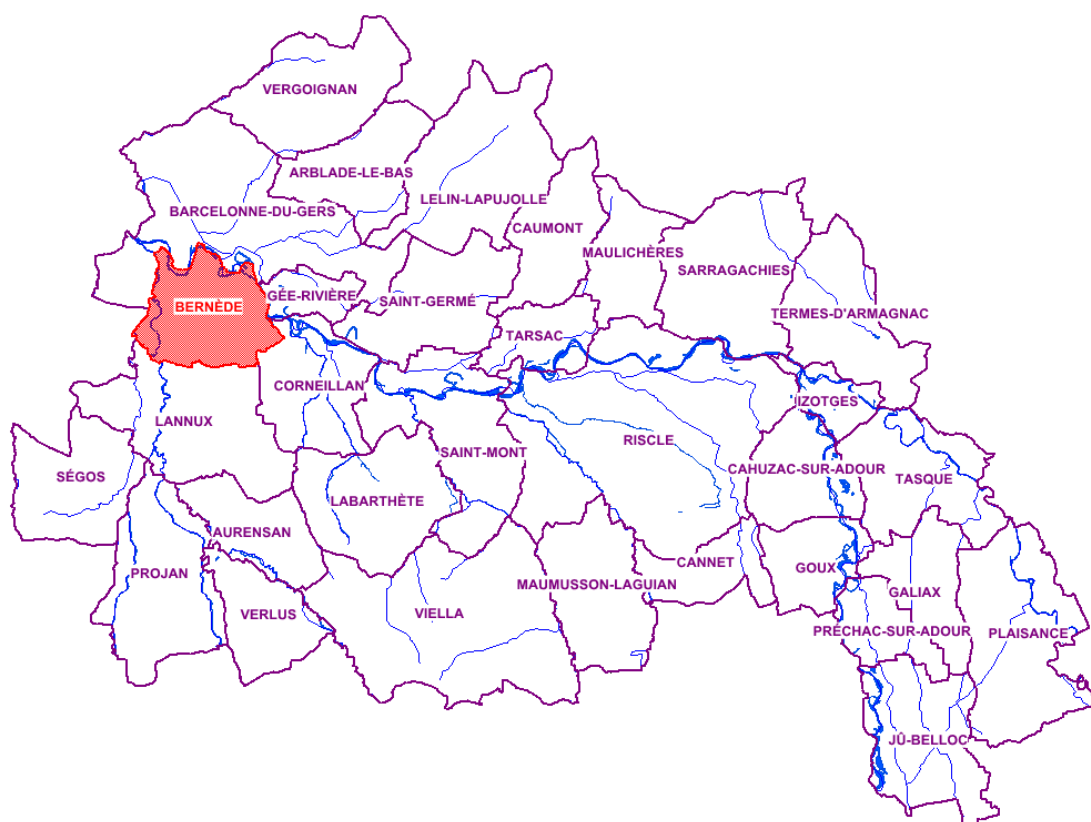 VERGOIGNAN
ARBLADE-LE-BAS
LELIN-LAPUJOLLE
BARCELONNE-DU-GERS
CAUMONT
MAULICHÈRES
SARRAGACHIES
GÉE-RIVIÈRE
SAINT-GERMÉ
BERNÈDE
TERMES-D'ARMAGNAC
TARSAC
CORNEILLAN
IZOTGES
LANNUX
RISCLE
SAINT-MONT
CAHUZAC-SUR-ADOUR
SÉGOS
TASQUE
LABARTHÈTE
AURENSAN
CANNET
GOUX
PROJAN
MAUMUSSON-LAGUIAN
GALIAX
VERLUS
VIELLA
PRÉCHAC-SUR-ADOUR
PLAISANCE
JÛ-BELLOC